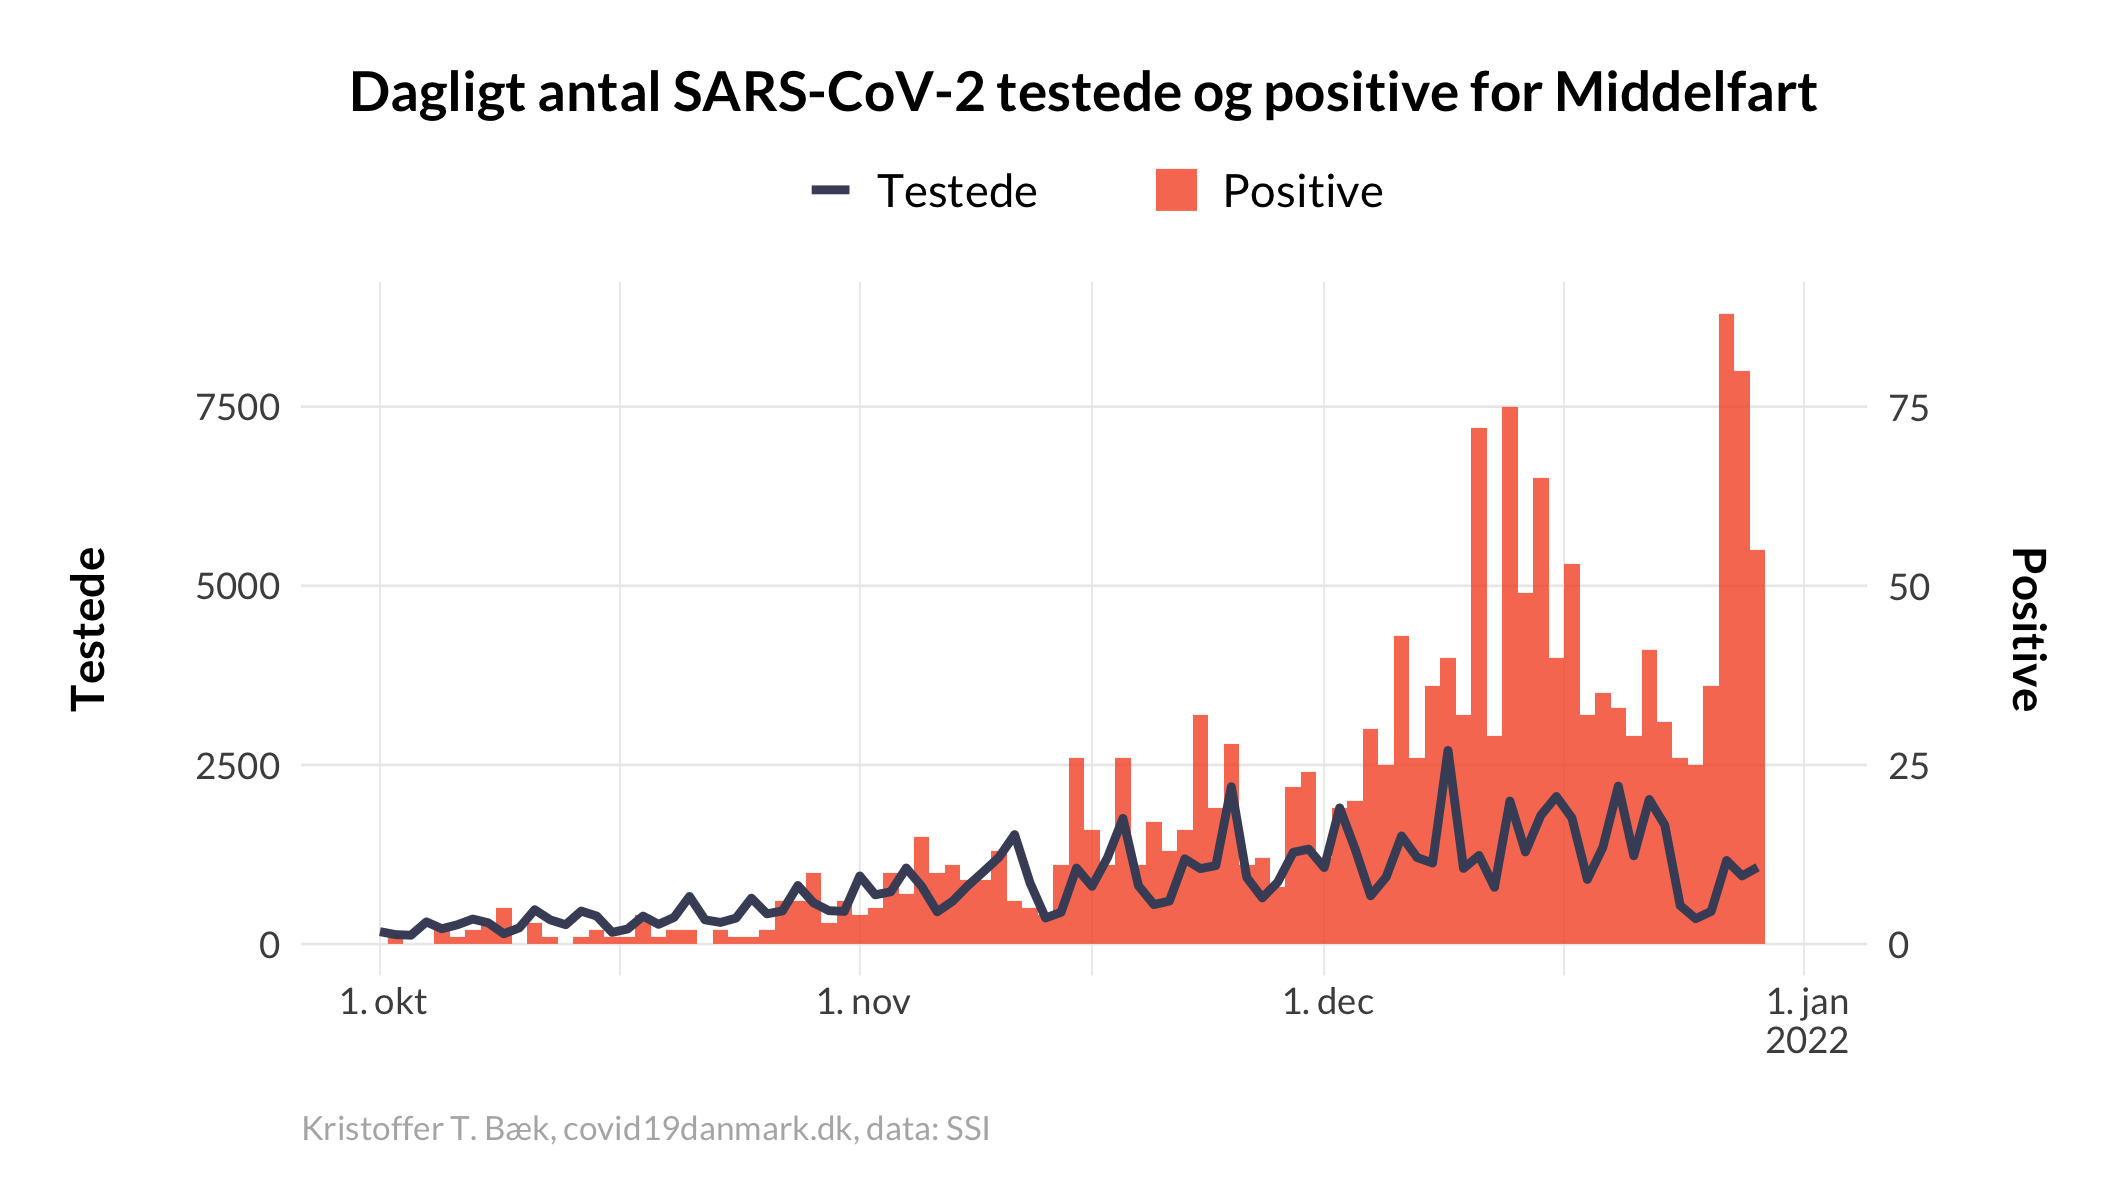 Dagligt antal SARS-CoV-2 testede og positive for Middelfart
Testede
Positive
7500
5000
2500
0
75
50
25
0
Testede
Positive
1. okt
1. nov
1. dec
1. jan
2022
Kristoffer T. Bæk, covid19danmark.dk, data: SSI